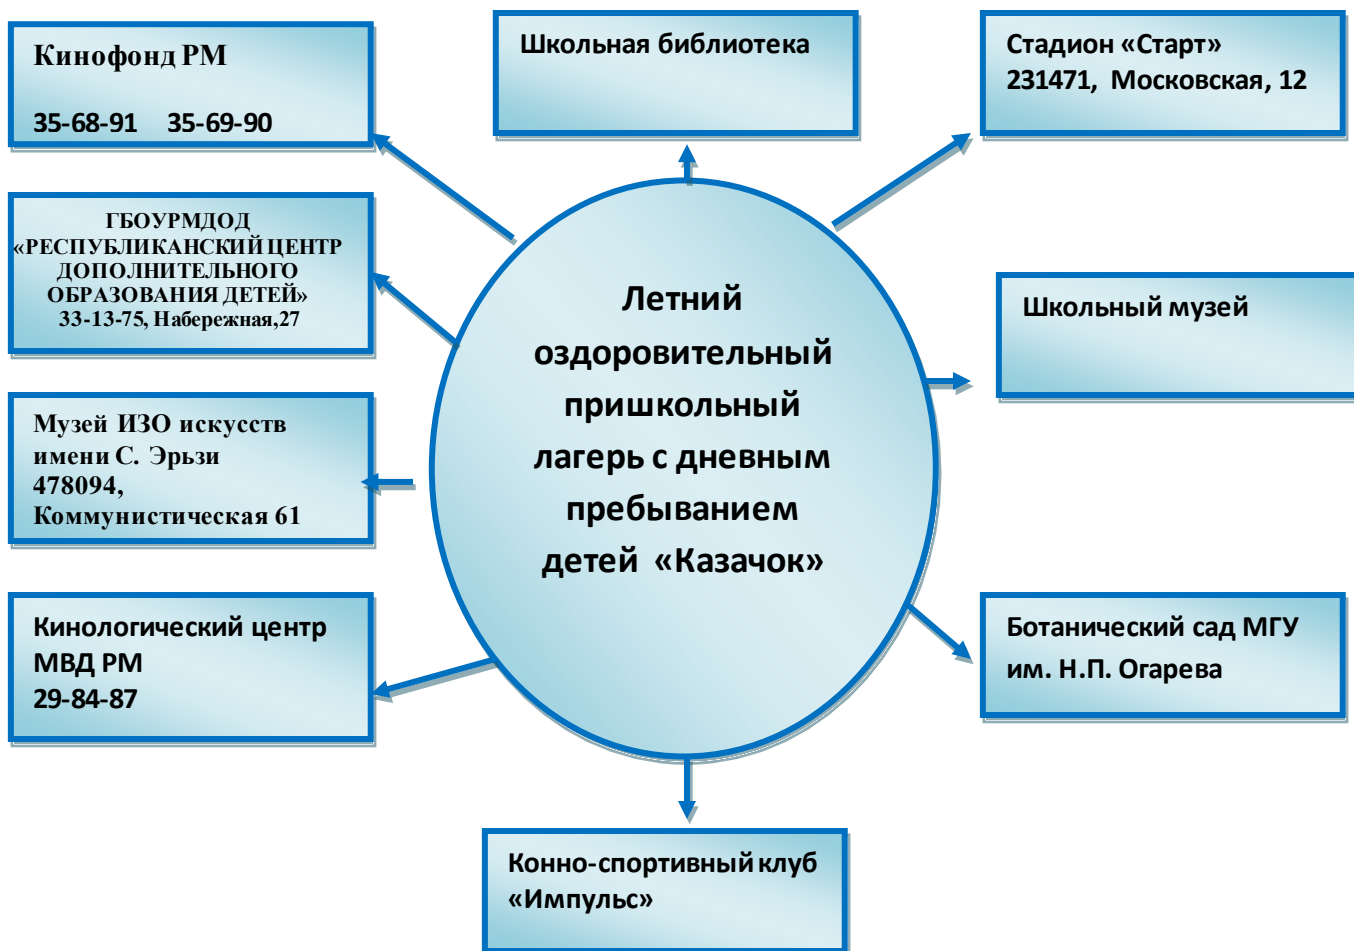 Кинофонд РМ
35-68-91 35-69-90
Школьная библиотека
Стадион «Старт»
231471, Московская, 12
ГБОУРМДОД
«РЕСПУБЛИКАНСКИЙ ЦЕНТР
ДОПОЛНИТЕЛЬНОГО
ОБРАЗОВАНИЯ ДЕТЕЙ»
33-13-75, Набережная,27
Летний
оздоровительный
пришкольный
лагерь с дневным
пребыванием
детей «Казачок»
Школьный музей
Музей ИЗО искусств
имени С. Эрьзи
478094,
Коммунистическая 61
Кинологический центр
МВД РМ
29-84-87
Ботанический сад МГУ
им. Н.П. Огарева
Конно-спортивный клуб
«Импульс»